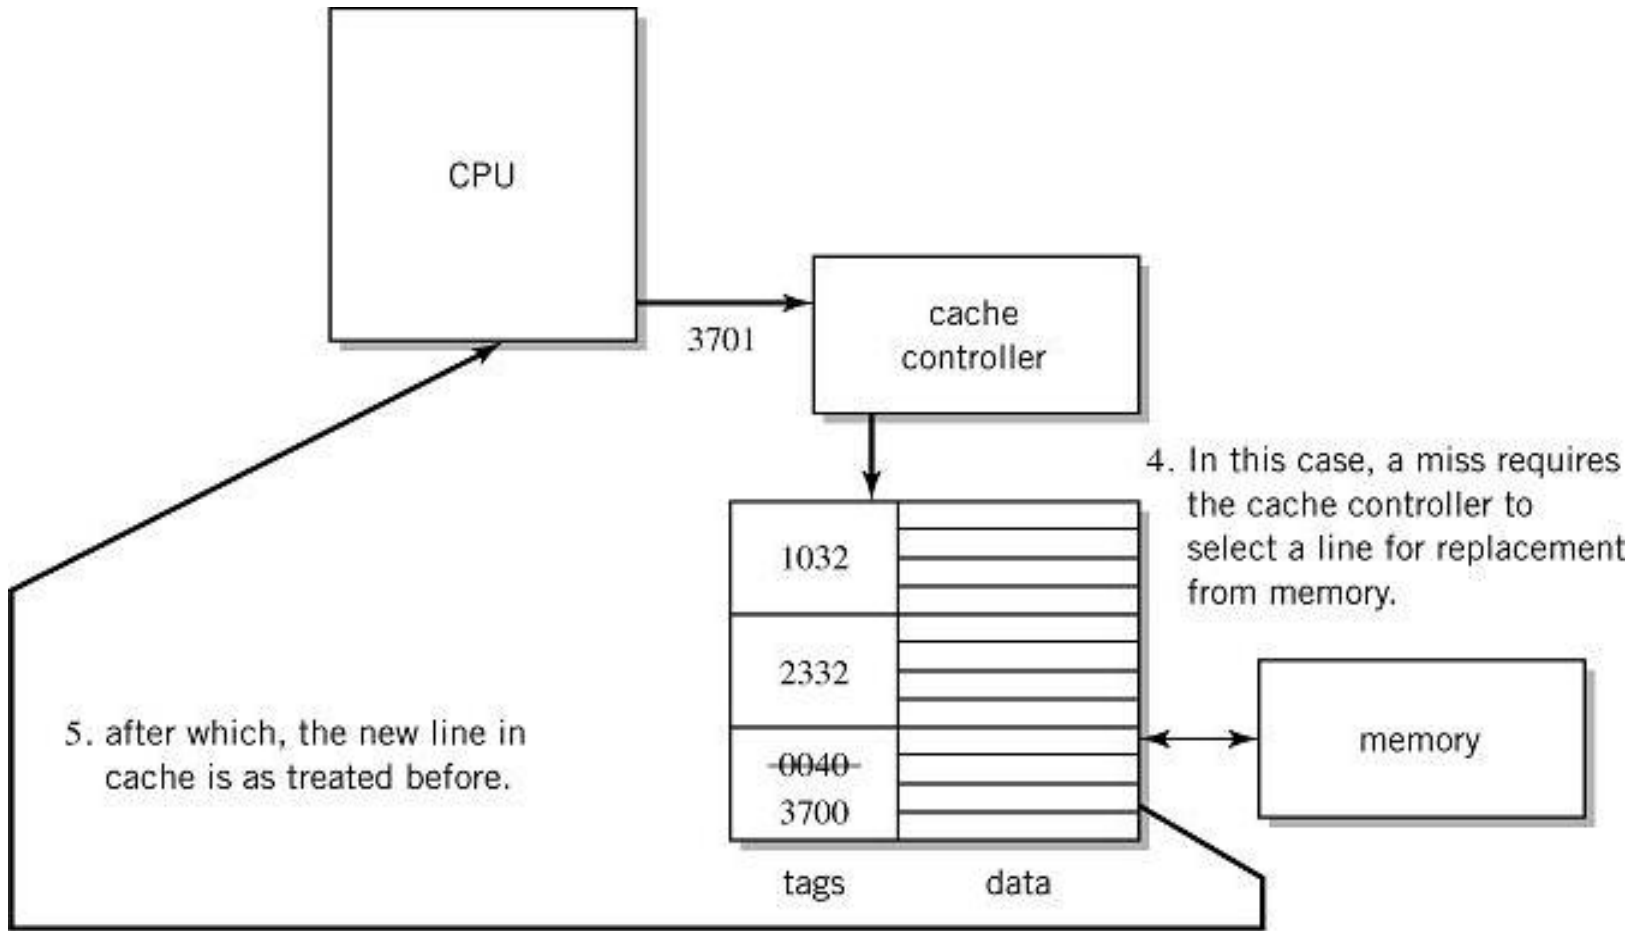 CPU
3701
cache
controller
4. In this case, a miss requires
the cache controller to
select a line for replacement
from memory.
1032
2332
0040
3700
memory
5. after which, the new line in
cache is as treated before.
tags
data